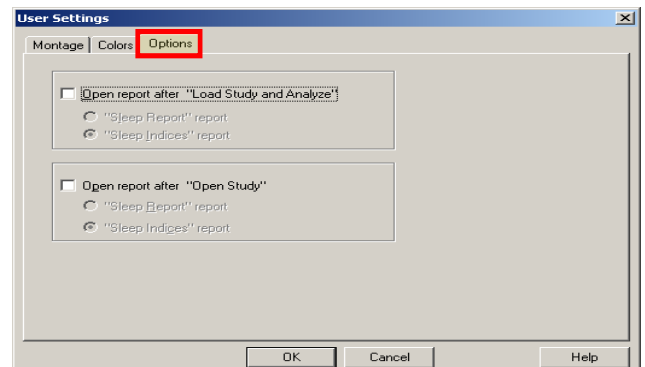 User Settings
Montage Colors Options
Open report after "Load Study and Analyze"
"Sleep Report" report
"Sleep Indices" report
Open report after "Open Study"
"Sleep Report" report
"Sleep Indices" report
OK Cancel Help